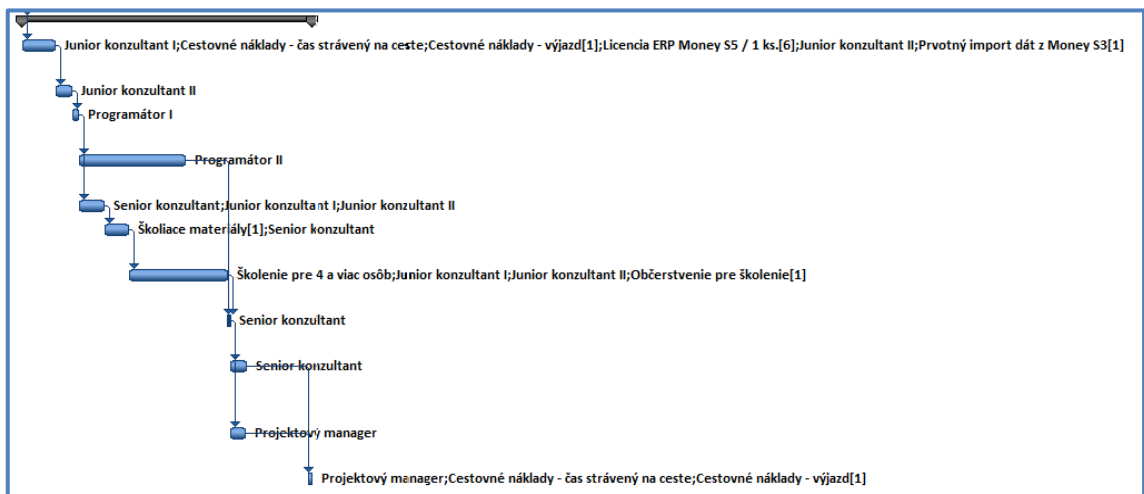 Junior konzultant I;Cestovné náklady - čas strávený na ceste;Cestovné náklady - výjazd[1];Licencia ERP Money S5 / 1 ks.[6];Junior konzultant II;Prvotný import dát z Money S3[1]
Junior konzultant II
Programátor I
Programátor II
Senior konzultant;Junior konzultant I;Junior konzultant II
Školiace materiály[1];Senior konzultant
Školenie pre 4 a viac osôb;Junior konzultant I;Junior konzultant II;Občerstvenie pre školenie[1]
Senior konzultant
Senior konzultant
Projektový manager
Projektový manager;Cestovné náklady - čas strávený na ceste;Cestovné náklady - výjazd[1]